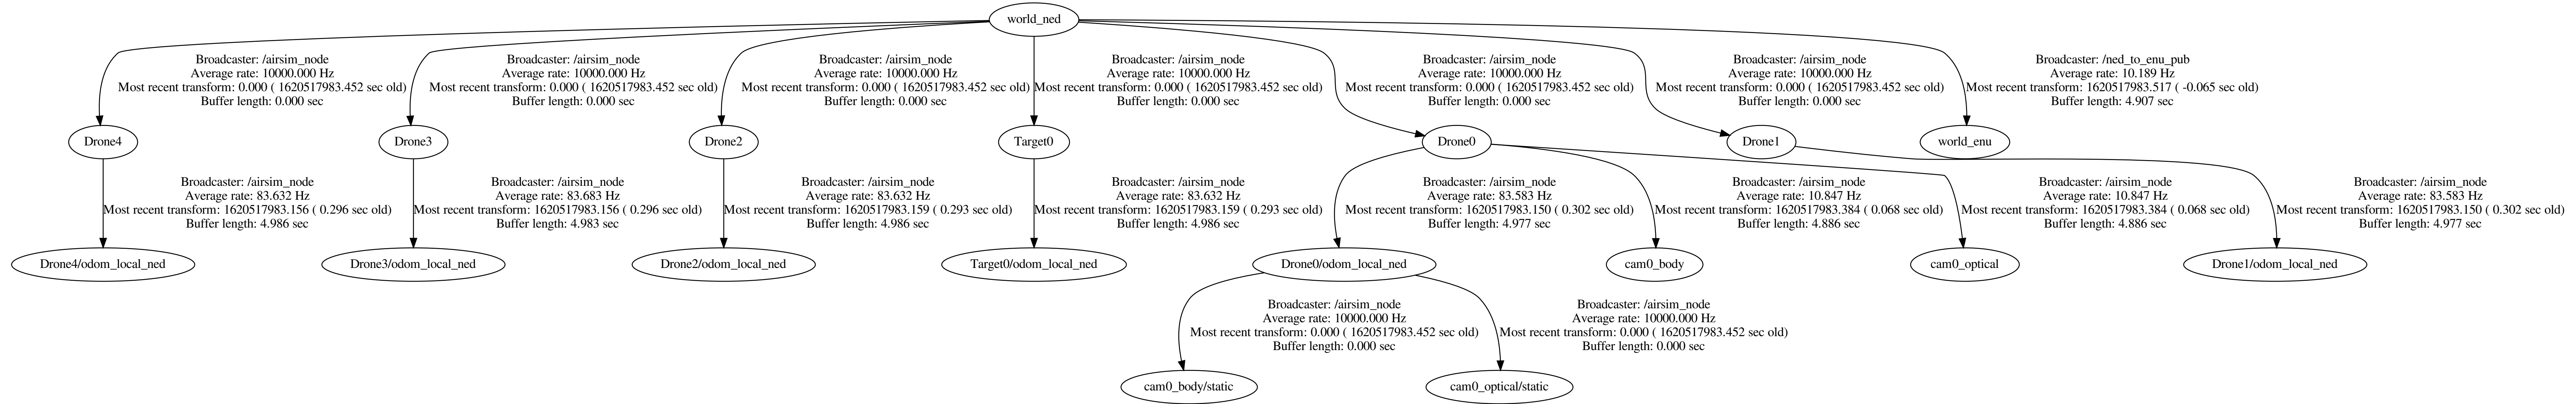 world_ned
Broadcaster: /airsim_node
Average rate: 10000.000 Hz
Most recent transform: 0.000 ( 1620517983.452 sec old)
Buffer length: 0.000 sec
Broadcaster: /airsim_node
Average rate: 10000.000 Hz
Most recent transform: 0.000 ( 1620517983.452 sec old)
Buffer length: 0.000 sec
Broadcaster: /airsim_node
Average rate: 10000.000 Hz
Most recent transform: 0.000 ( 1620517983.452 sec old)
Buffer length: 0.000 sec
Broadcaster: /airsim_node
Average rate: 10000.000 Hz
Most recent transform: 0.000 ( 1620517983.452 sec old)
Buffer length: 0.000 sec
Broadcaster: /airsim_node
Average rate: 10000.000 Hz
Most recent transform: 0.000 ( 1620517983.452 sec old)
Buffer length: 0.000 sec
Broadcaster: /airsim_node
Average rate: 10000.000 Hz
Most recent transform: 0.000 ( 1620517983.452 sec old)
Buffer length: 0.000 sec
Broadcaster: /ned_to_enu_pub
Average rate: 10.189 Hz
Most recent transform: 1620517983.517 ( -0.065 sec old)
Buffer length: 4.907 sec
Drone4
Drone3
Drone2
Target0
Drone0
Drone1
world_enu
Broadcaster: /airsim_node
Average rate: 83.632 Hz
Most recent transform: 1620517983.156 ( 0.296 sec old)
Buffer length: 4.986 sec
Broadcaster: /airsim_node
Average rate: 83.683 Hz
Most recent transform: 1620517983.156 ( 0.296 sec old)
Buffer length: 4.983 sec
Broadcaster: /airsim_node
Average rate: 83.632 Hz
Most recent transform: 1620517983.159 ( 0.293 sec old)
Buffer length: 4.986 sec
Broadcaster: /airsim_node
Average rate: 83.632 Hz
Most recent transform: 1620517983.159 ( 0.293 sec old)
Buffer length: 4.986 sec
Broadcaster: /airsim_node
Average rate: 83.583 Hz
Most recent transform: 1620517983.150 ( 0.302 sec old)
Buffer length: 4.977 sec
Broadcaster: /airsim_node
Average rate: 10.847 Hz
Most recent transform: 1620517983.384 ( 0.068 sec old)
Buffer length: 4.886 sec
Broadcaster: /airsim_node
Average rate: 10.847 Hz
Most recent transform: 1620517983.384 ( 0.068 sec old)
Buffer length: 4.886 sec
Broadcaster: /airsim_node
Average rate: 83.583 Hz
Most recent transform: 1620517983.150 ( 0.302 sec old)
Buffer length: 4.977 sec
Drone4/odom_local_ned
Drone3/odom_local_ned
Drone2/odom_local_ned
Target0/odom_local_ned
Drone0/odom_local_ned
cam0_body
cam0_optical
Drone1/odom_local_ned
Broadcaster: /airsim_node
Average rate: 10000.000 Hz
Most recent transform: 0.000 ( 1620517983.452 sec old)
Buffer length: 0.000 sec
Broadcaster: /airsim_node
Average rate: 10000.000 Hz
Most recent transform: 0.000 ( 1620517983.452 sec old)
Buffer length: 0.000 sec
cam0_body/static
cam0_optical/static